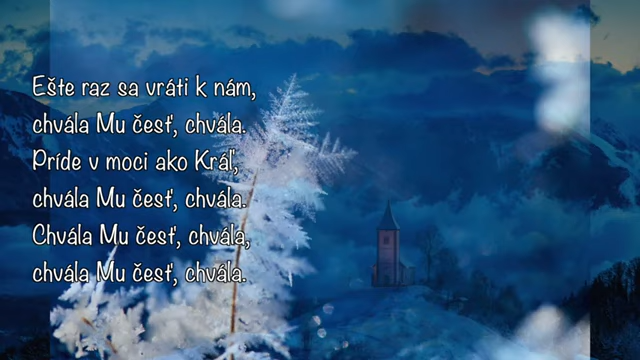 Ešte raz sa vráti k nám,
chvála Mu česť, chvála.
Príde v moci ako Kráľ,
chvála Mu česť, chvála.
Chvála Mu česť, chvála,
chvála Mu česť, chvála.